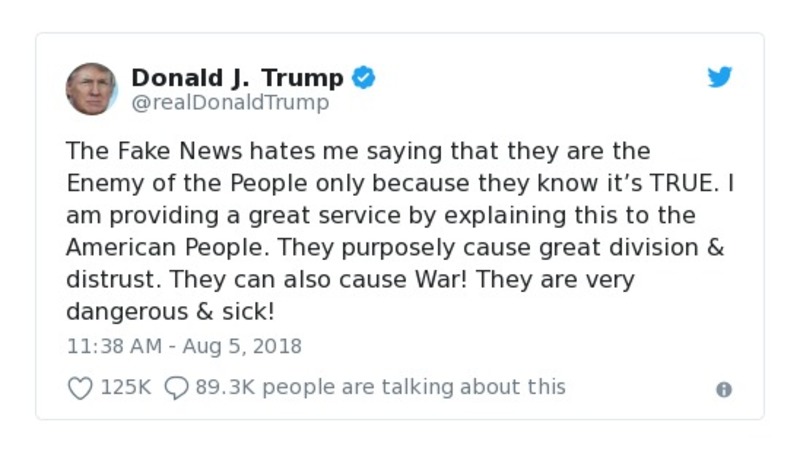 Donald J. Trump
@realDonaldTrump
The Fake News hates me saying that they are the
Enemy of the People only because they know it’s TRUE. I
am providing a great service by explaining this to the
American People. They purposely cause great division &
distrust. They can also cause War! They are very
dangerous & sick!
11:38 AM - Aug 5, 2018
125K 89.3K people are talking about this